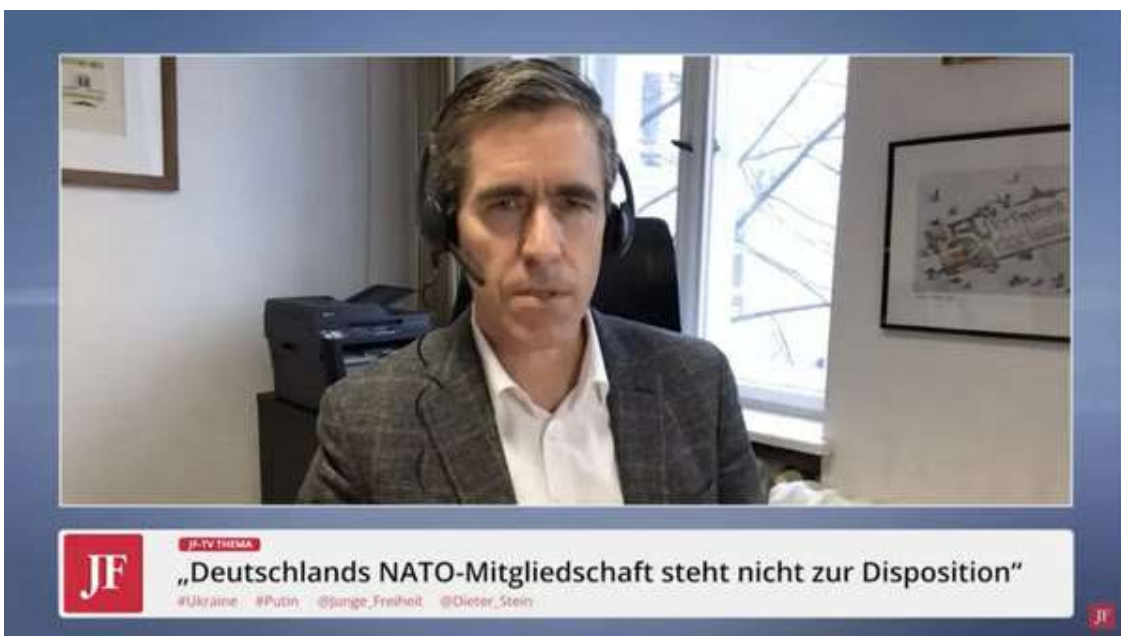 JF-TV THEMA
JF
„Deutschlands NATO-Mitgliedschaft steht nicht zur Disposition“
#Ukraine #Putin @Junge_Freiheit @Dieter_Stein
JF